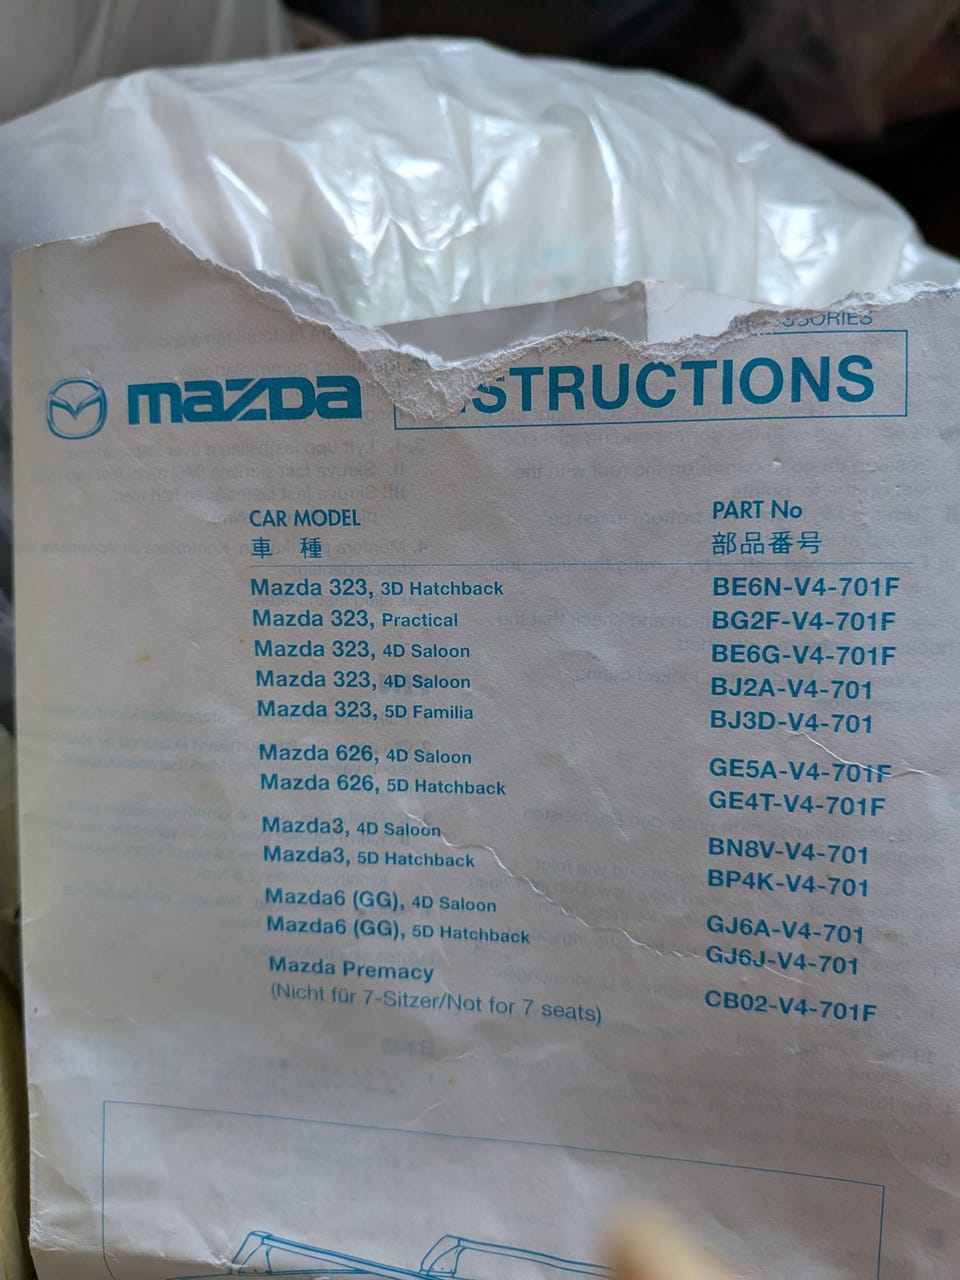 mazda
STRUCTIONS
CAR MODEL PART No
車種 部品番号
Mazda 323, 3D Hatchback BE6N-V4-701F
Mazda 323, Practical BG2F-V4-701F
Mazda 323, 4D Saloon BE6G-V4-701F
Mazda 323, 4D Saloon BJ2A-V4-701
Mazda 323, 5D Familia BJ3D-V4-701
Mazda 626, 4D Saloon GE5A-V4-701F
Mazda 626, 5D Hatchback GE4T-V4-701F
Mazda3, 4D Saloon BN8V-V4-701
Mazda3, 5D Hatchback BP4K-V4-701
Mazda6 (GG), 4D Saloon GJ6A-V4-701
Mazda6 (GG), 5D Hatchback GJ6J-V4-701
Mazda Premacy CB02-V4-701F
(Nicht für 7-Sitzer/Not for 7 seats)